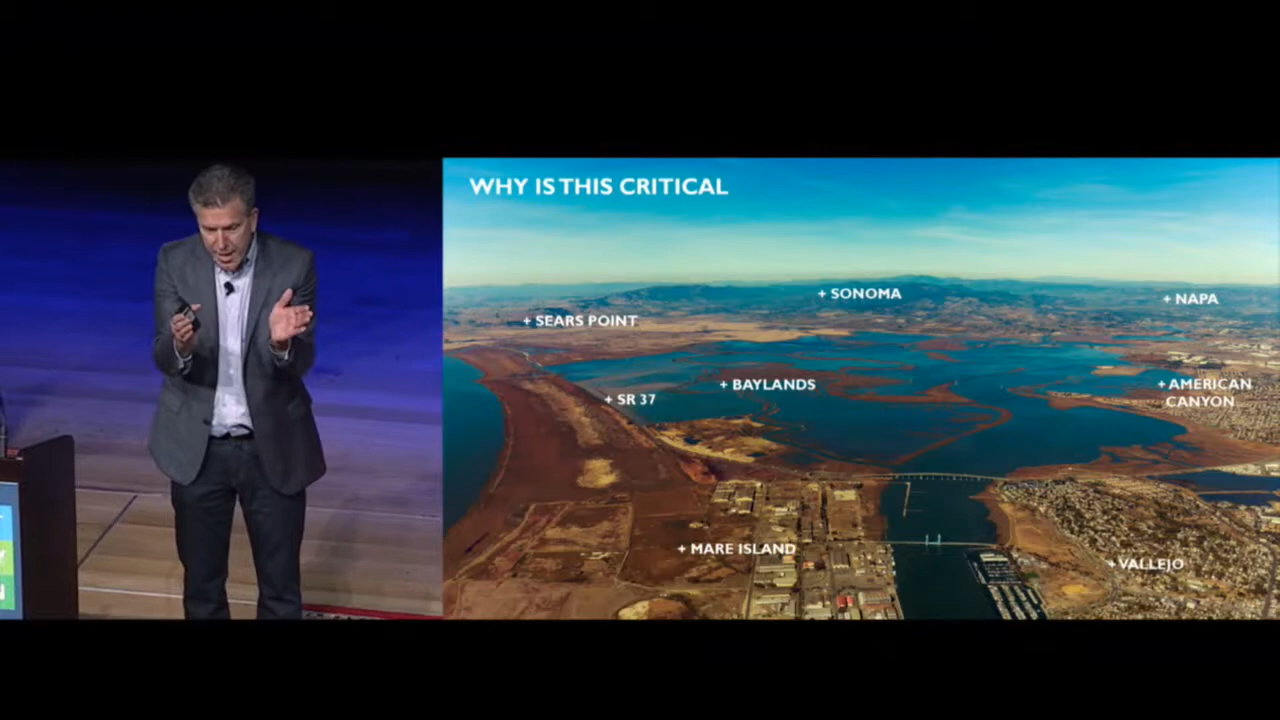 WHY IS THIS CRITICAL
+ SONOMA
+ NAPA
+ SEARS POINT
+ BAYLANDS
+ AMERICAN
CANYON
+ SR 37
+ MARE ISLAND
+ VALLEJO